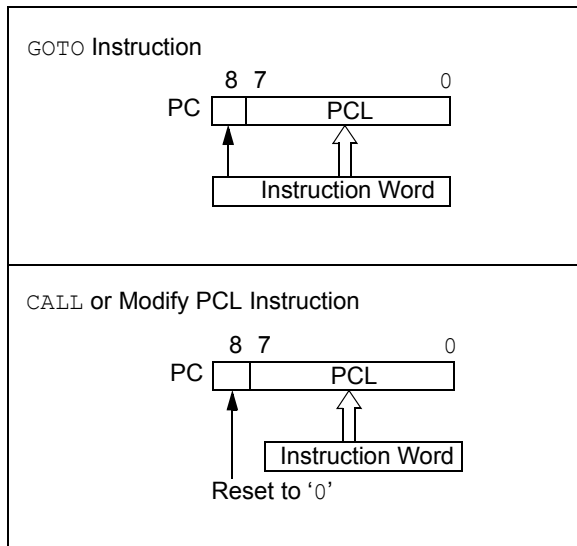 GOTO Instruction
8 7 0
PC PCL
Instruction Word
CALL or Modify PCL Instruction
8 7 0
PC PCL
Instruction Word
Reset to ‘0’